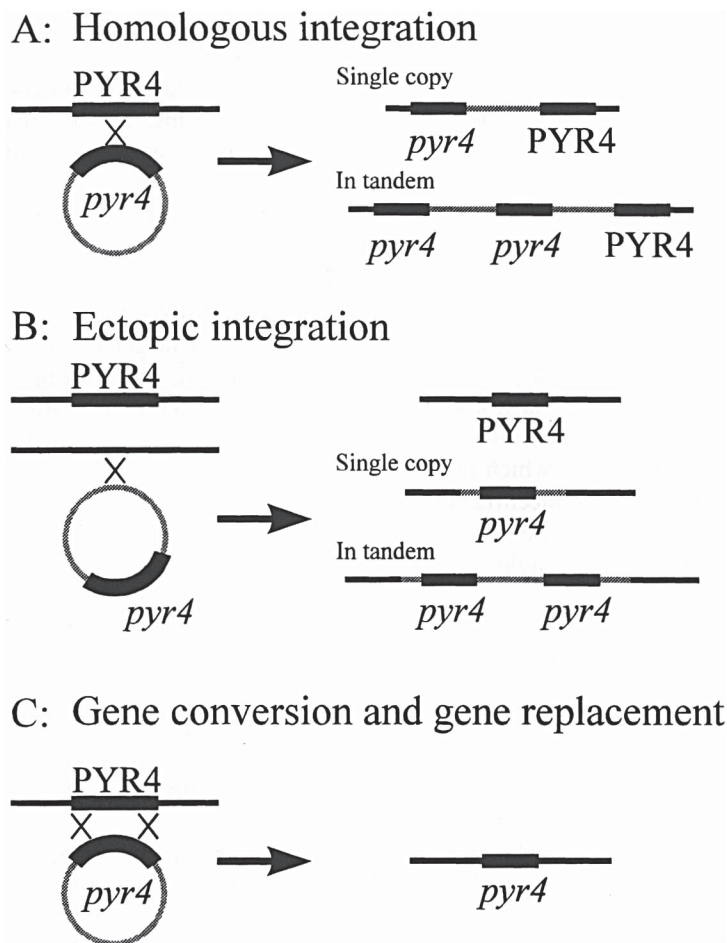 A: Homologous integration
PYR4
pyr4
Single copy
pyr4 PYR4
In tandem
pyr4 pyr4 PYR4
B: Ectopic integration
PYR4
pyr4
PYR4
Single copy
pyr4
In tandem
pyr4 pyr4
C: Gene conversion and gene replacement
PYR4
pyr4
pyr4